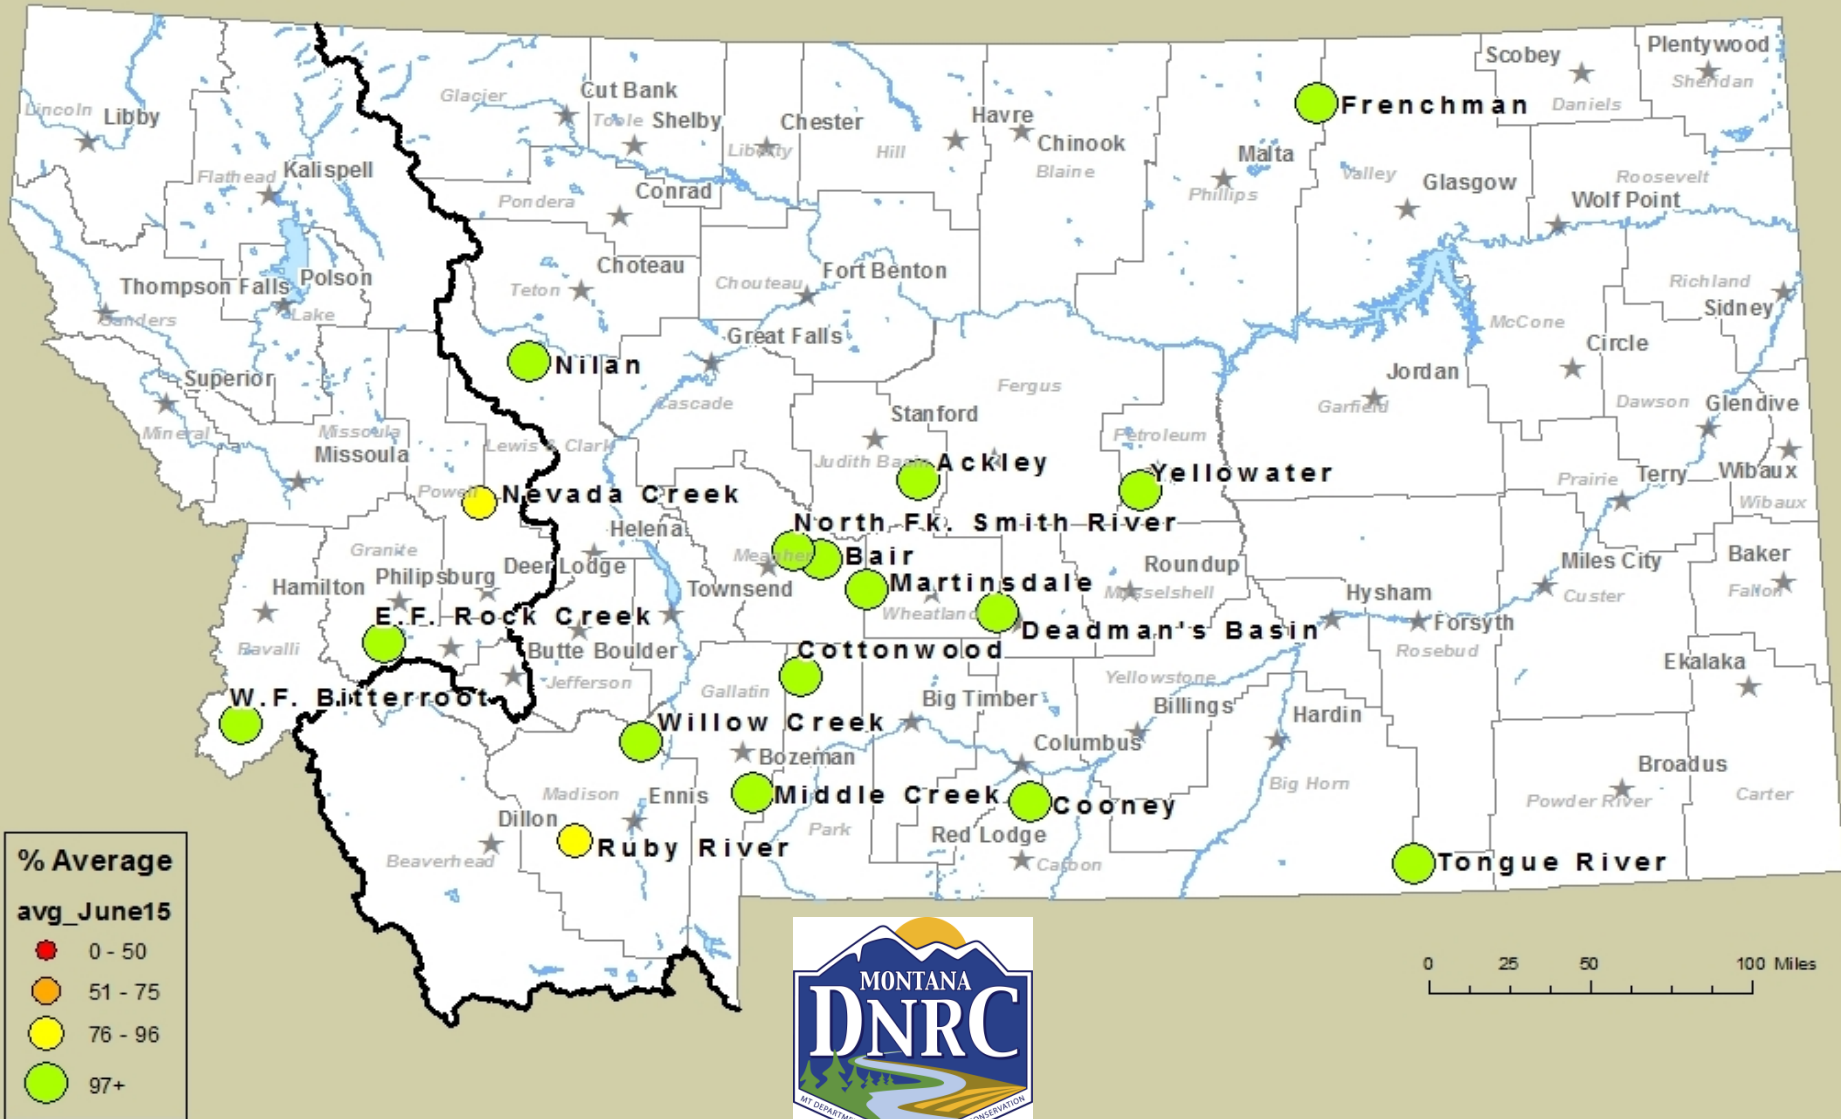 Plentywood
Scobey
Sheridan
Daniels
Cut Bank
Glacier
Frenchman
Lincoln
Libby
Toole
Shelby
Chester
Havre
Chinook
Liberty
Hill
Malta
Blaine
Kalispell
Flathead
Conrad
Pondera
Phillips
Valley
Glasgow
Roosevelt
Wolf Point
Choteau
Teton
Chouteau
Fort Benton
Thompson Falls
Polson
Sanders
Lake
Richland
Sidney
McCone
Great Falls
Circle
Nilan
Jordan
Superior
Fergus
Cascade
Garfield
Dawson
Glendive
Stanford
Mineral
Missoula
Missoula
Lewis & Clark
Petroleum
Judith Basin
Ackley
Yellowater
Terry
Wibaux
Prairie
Wibaux
Powell
Nevada Creek
North Fk. Smith River
Helena
Granite
Meagher
Bair
Deer Lodge
Roundup
Miles City
Baker
Hamilton
Philipsburg
Townsend
Martinsdale
Musselshell
Hysham
Custer
Fallon
E.F. Rock Creek
Wheatland
Deadman's Basin
Forsyth
Ravalli
Butte
Boulder
Cottonwood
Rosebud
Ekalaka
Jefferson
Gallatin
Yellowstone
W.F. Bitterroot
Big Timber
Billings
Hardin
Willow Creek
Columbus
Bozeman
Broadus
Big Horn
Madison
Ennis
Middle Creek
Cooney
Powder River
Carter
Dillon
Park
Red Lodge
Ruby River
Beaverhead
Carbon
Tongue River
% Average
avg_June15
0 - 50
51 - 75
76 - 96
97+
0 25 50 100 Miles
MONTANA
DNRC
MT DEPARTM
ONSERVATION